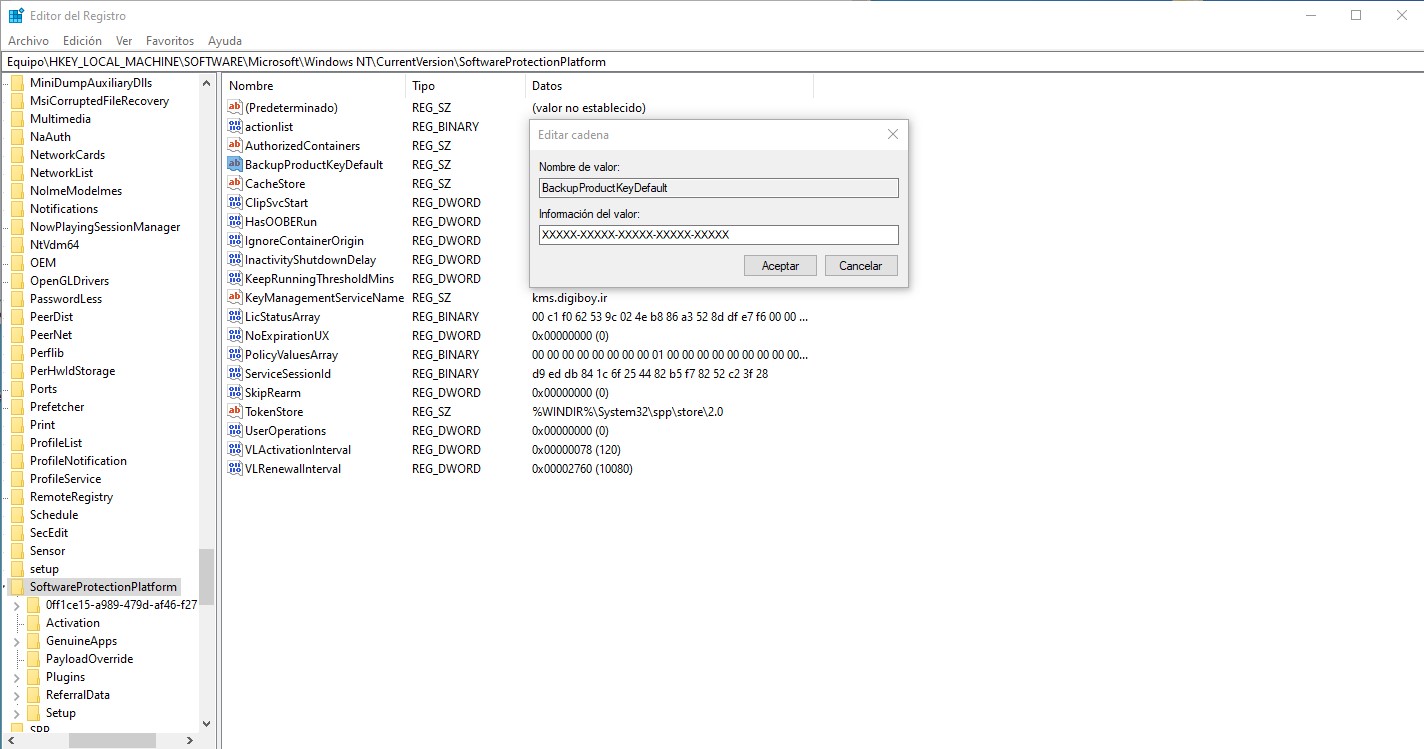 Editor del Registro
Archivo Edición Ver Favoritos Ayuda
Equipo\HKEY_LOCAL_MACHINE\SOFTWARE\Microsoft\Windows NT\CurrentVersion\SoftwareProtectionPlatform
MiniDumpAuxiliaryDlls
MsiCorruptedFileRecovery
Multimedia
NaAuth
NetworkCards
NetworkList
NoImeModeImes
Notifications
NowPlayingSessionManager
NtVdm64
OEM
OpenGLDrivers
PasswordLess
PeerDist
PeerNet
Perflib
PerHwIdStorage
Ports
Prefetcher
Print
ProfileList
ProfileNotification
ProfileService
RemoteRegistry
Schedule
SecEdit
Sensor
setup
SoftwareProtectionPlatform
0ff1ce15-a989-479d-af46-f27
Activation
GenuineApps
PayloadOverride
Plugins
ReferralData
Setup
SPP
Nombre Tipo Datos
(Predeterminado) REG_SZ (valor no establecido)
actionlist REG_BINARY
AuthorizedContainers REG_SZ
BackupProductKeyDefault REG_SZ
CacheStore REG_SZ
ClipSvcStart REG_DWORD
HasOOBERun REG_DWORD
IgnoreContainerOrigin REG_DWORD
InactivityShutdownDelay REG_DWORD
KeepRunningThresholdMins REG_DWORD
KeyManagementServiceName REG_SZ kms.digiboy.ir
LicStatusArray REG_BINARY 00 c1 f0 62 53 9c 02 4e b8 86 a3 52 8d df e7 f6 00 00 ...
NoExpirationUX REG_DWORD 0x00000000 (0)
PolicyValuesArray REG_BINARY 00 00 00 00 00 00 00 00 01 00 00 00 00 00 00 00 00 00...
ServiceSessionId REG_BINARY d9 ed db 84 1c 6f 25 44 82 b5 f7 82 52 c2 3f 28
SkipRearm REG_DWORD 0x00000000 (0)
TokenStore REG_SZ %WINDIR%\System32\spp\store\2.0
UserOperations REG_DWORD 0x00000000 (0)
VLActivationInterval REG_DWORD 0x00000078 (120)
VLRenewalInterval REG_DWORD 0x00002760 (10080)
Editar cadena
Nombre de valor:
BackupProductKeyDefault
Información del valor:
XXXXX-XXXXX-XXXXX-XXXXX-XXXXX
Aceptar Cancelar